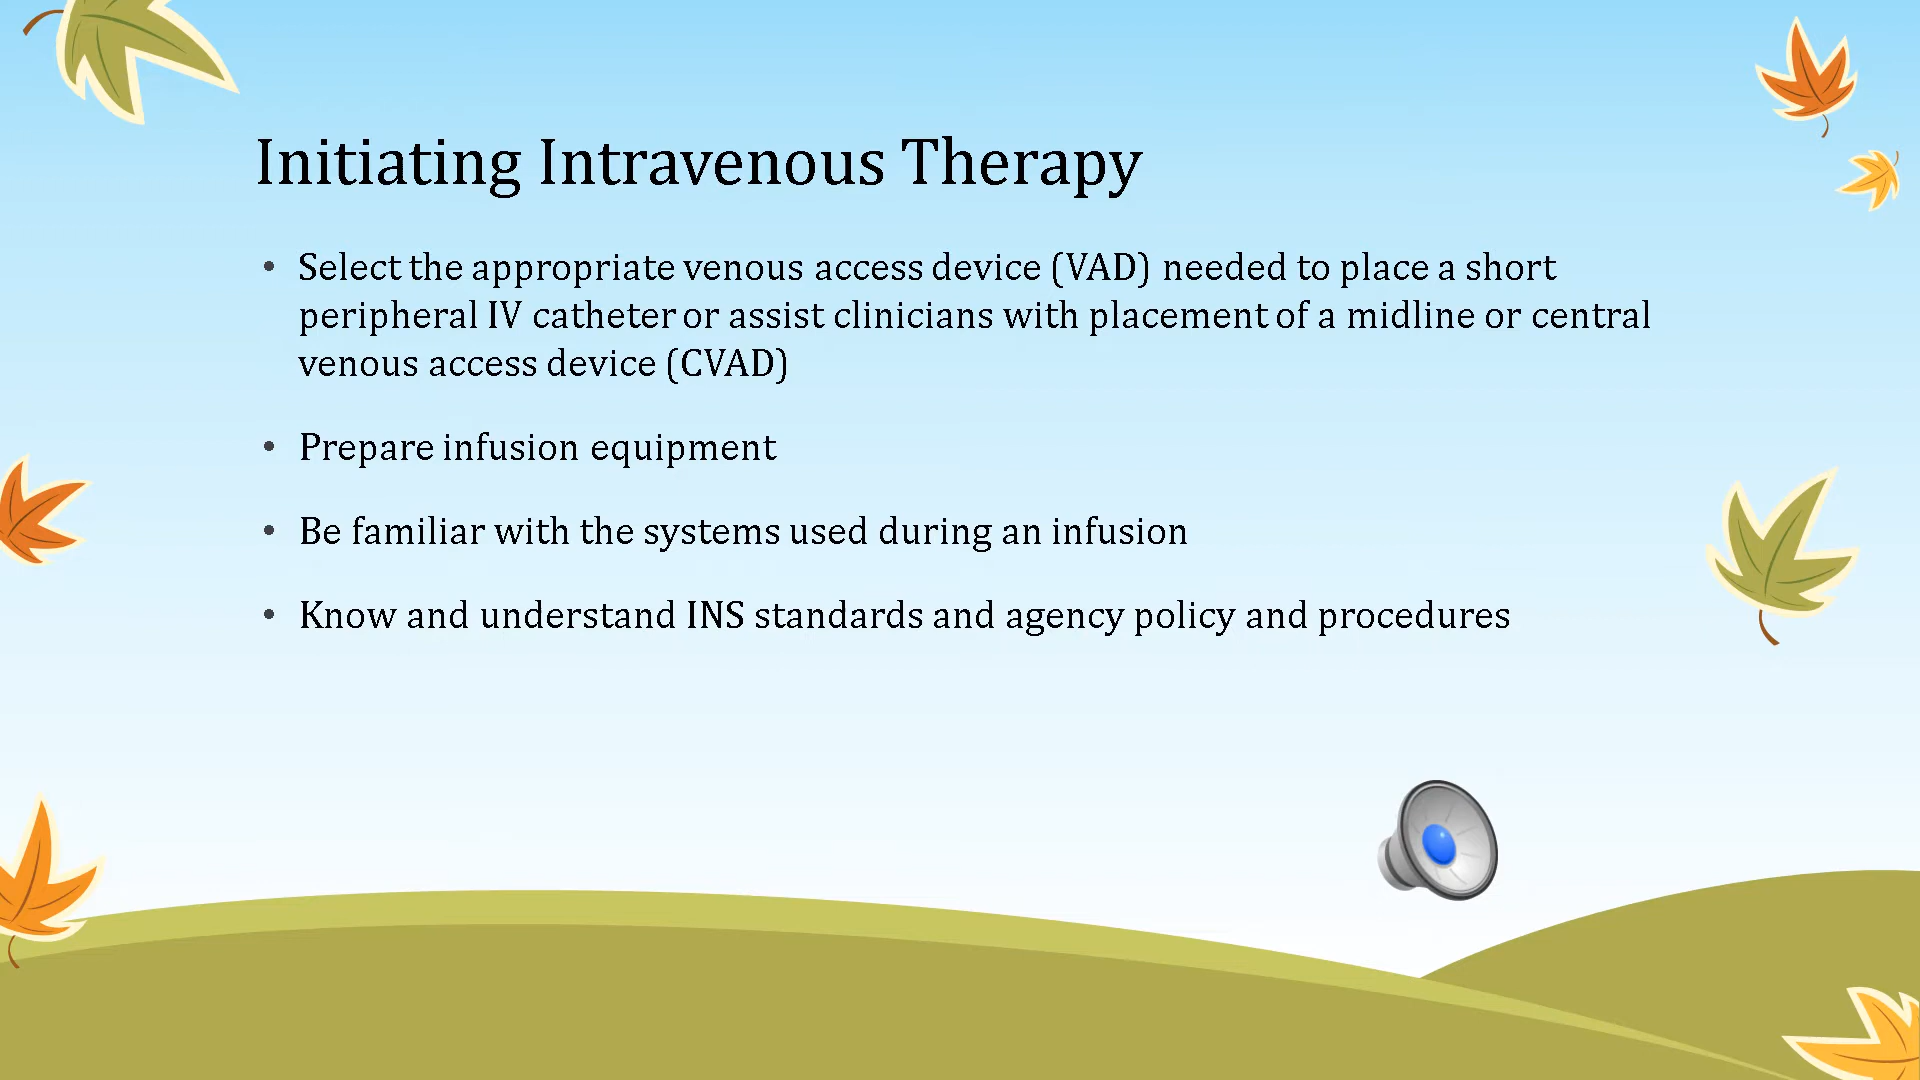 Initiating Intravenous Therapy
• Select the appropriate venous access device (VAD) needed to place a short
peripheral IV catheter or assist clinicians with placement of a midline or central
venous access device (CVAD)
• Prepare infusion equipment
• Be familiar with the systems used during an infusion
• Know and understand INS standards and agency policy and procedures